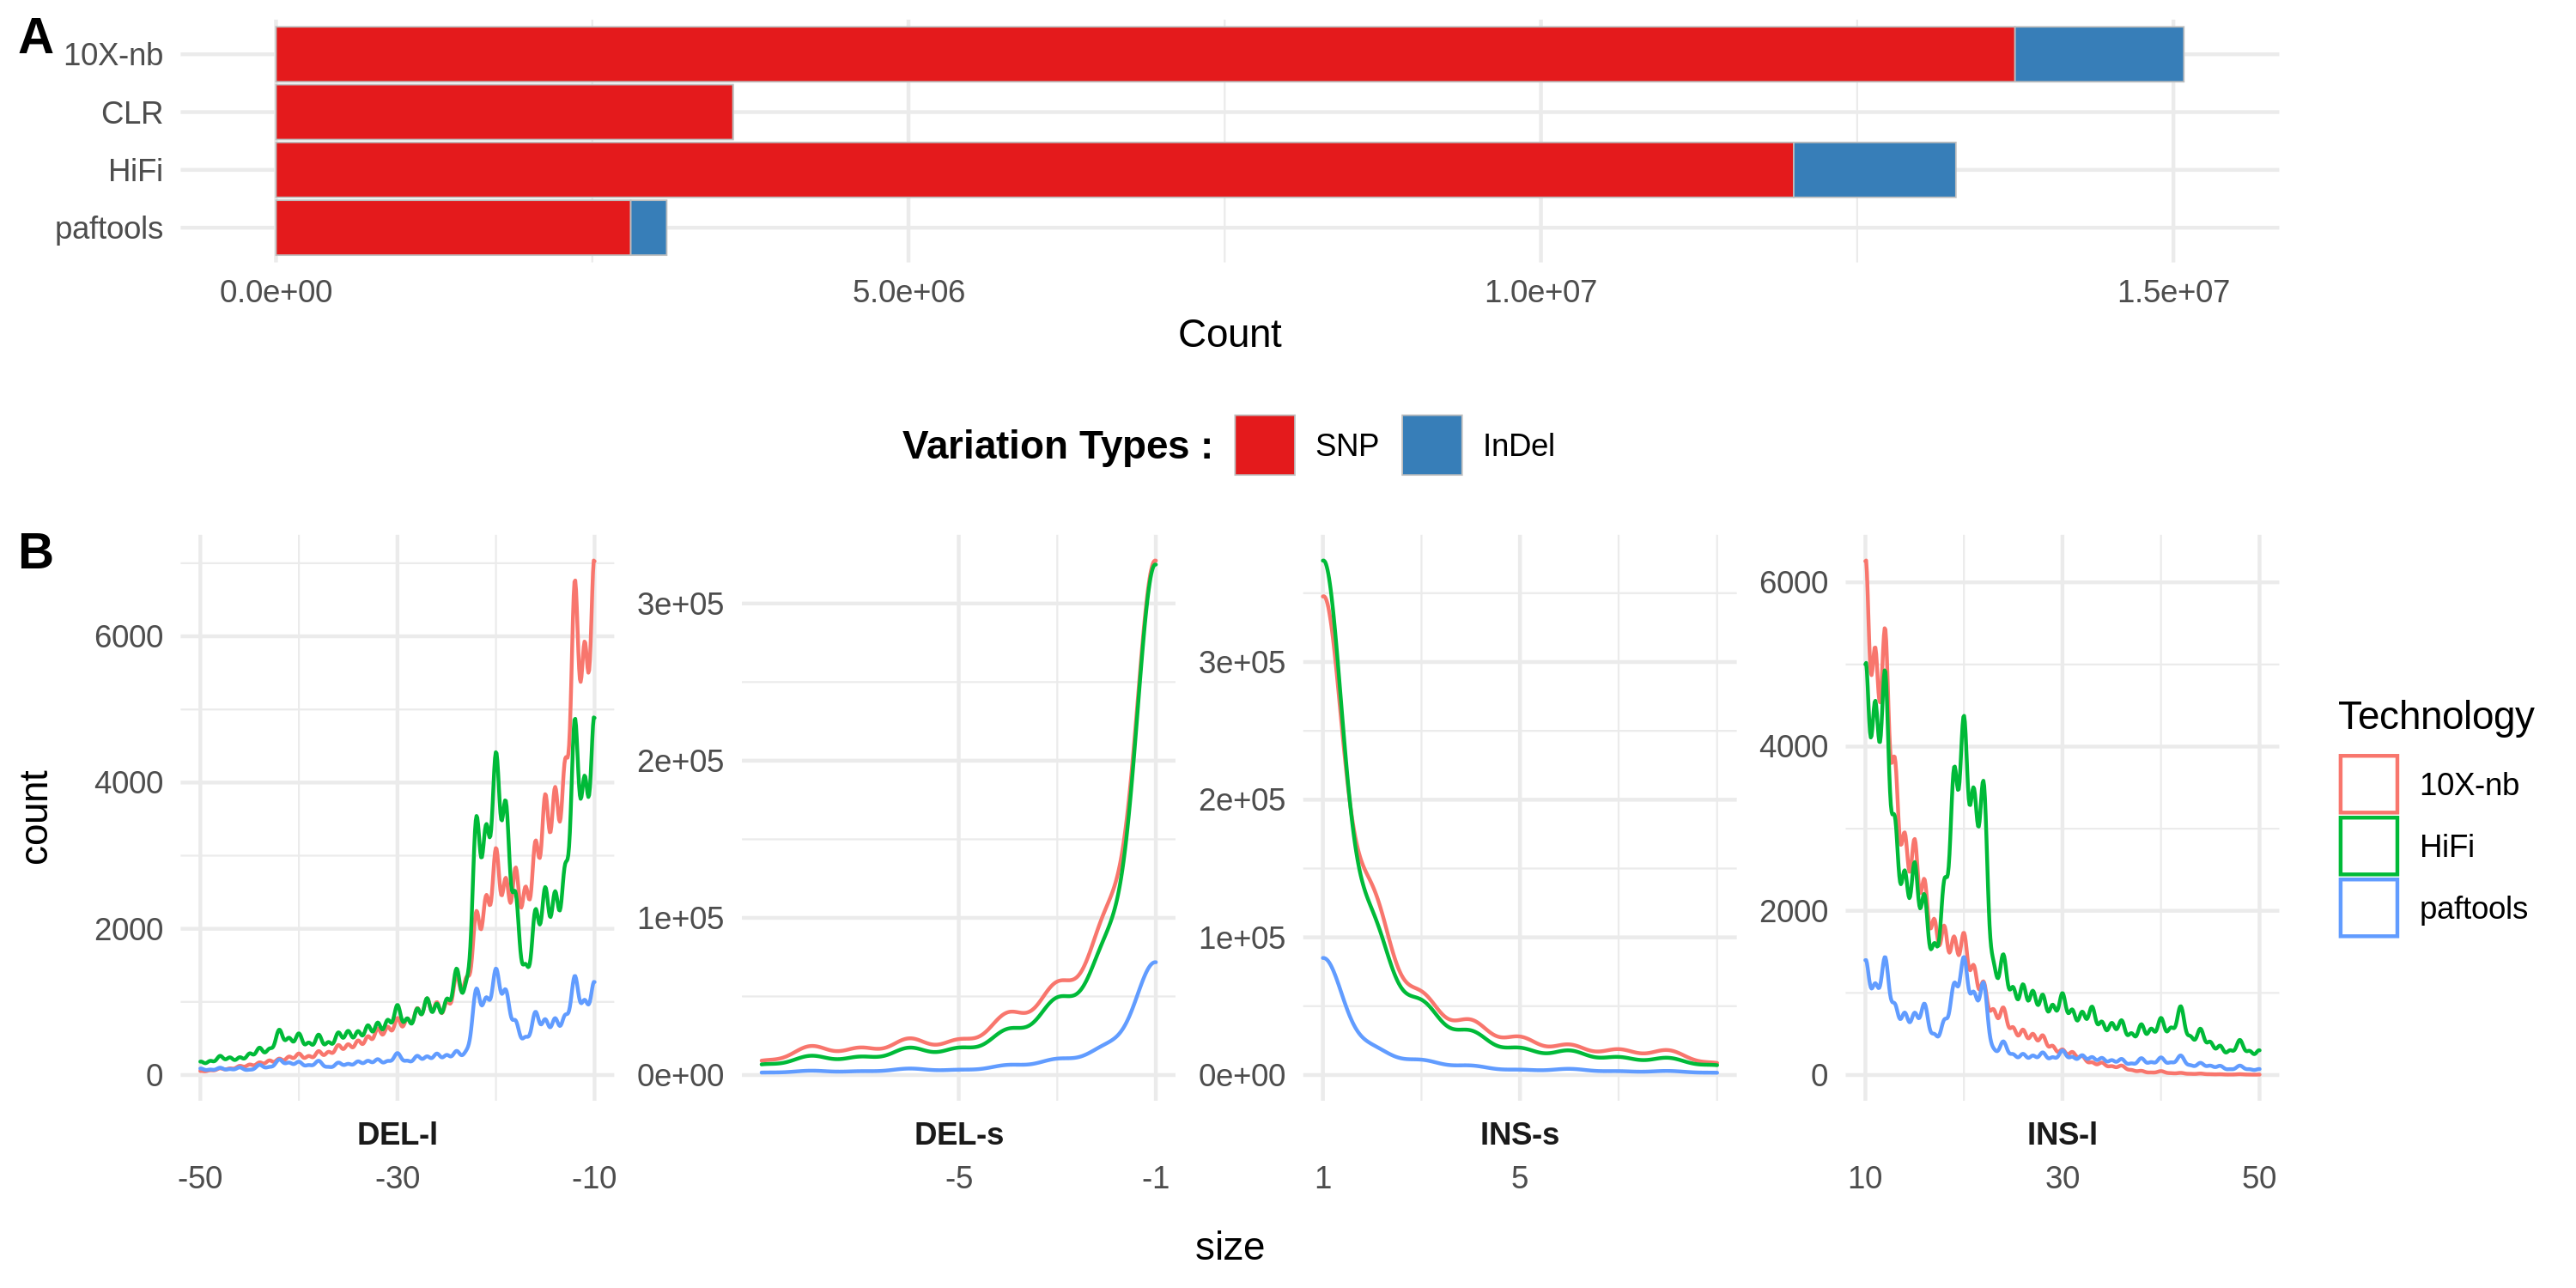 A
10X-nb
CLR
HiFi
paftools
0.0e+00 5.0e+06 1.0e+07 1.5e+07
Count
Variation Types : SNP InDel
B
count
6000
4000
2000
0
3e+05
2e+05
1e+05
0e+00
3e+05
2e+05
1e+05
0e+00
6000
4000
2000
0
DEL-l DEL-s INS-s INS-l
-50 -30 -10 -5 -1 1 5 10 30 50
size
Technology
10X-nb
HiFi
paftools